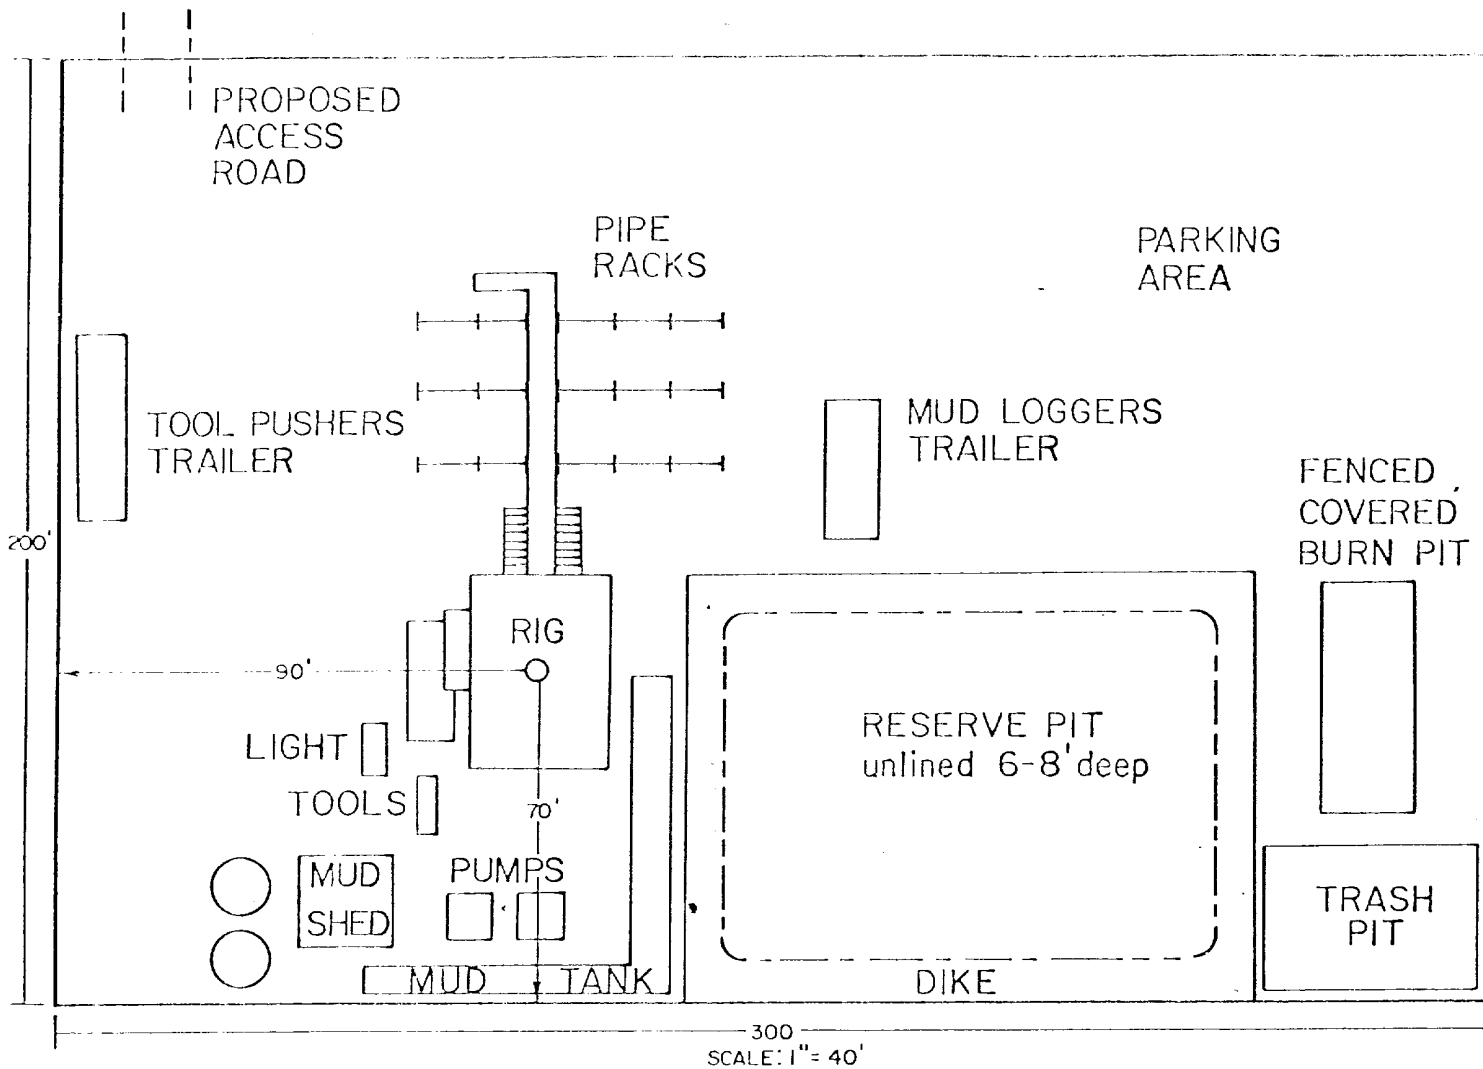 PROPOSED
ACCESS
ROAD
PIPE
RACKS
PARKING
AREA
TOOL PUSHERS
TRAILER
MUD LOGGERS
TRAILER
FENCED
COVERED
BURN PIT
200'
RIG
90'
LIGHT
RESERVE PIT
unlined 6-8' deep
TOOLS
70'
MUD
SHED
PUMPS
TRASH
PIT
MUD TANK
DIKE
300
SCALE: 1" = 40'